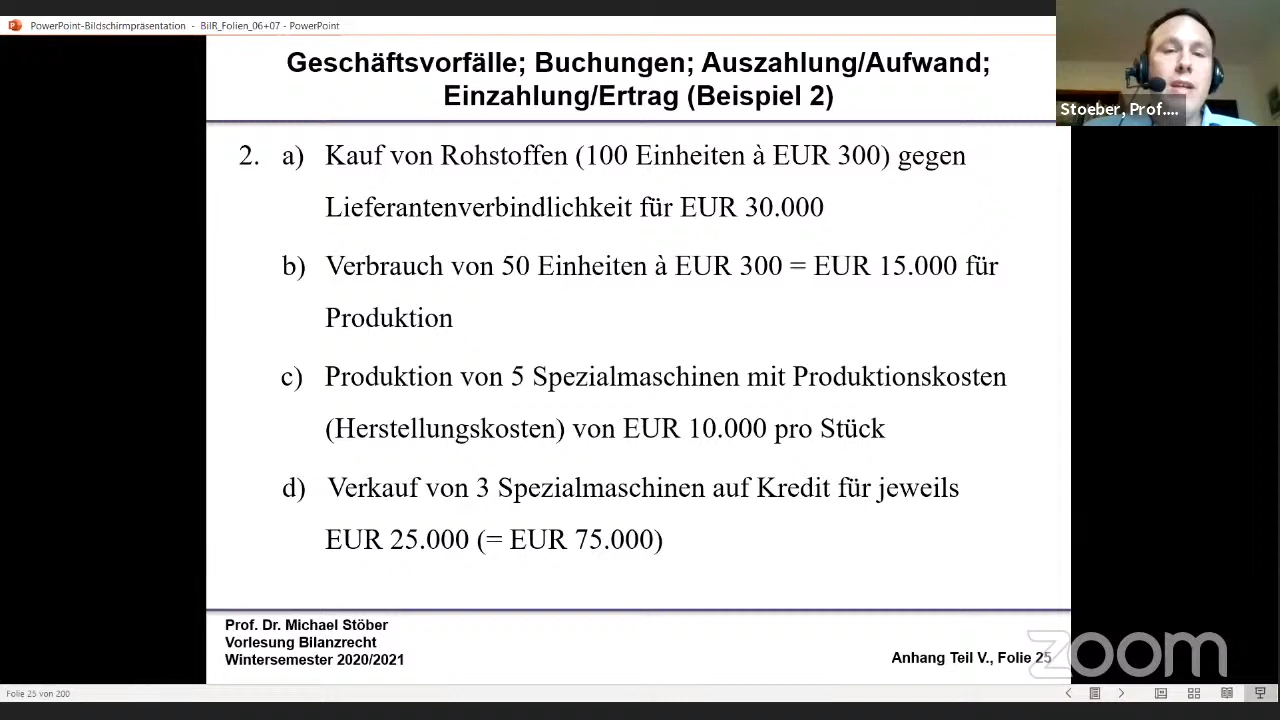 PowerPoint-Bildschirmpräsentation - BilR_Folien_06+07 - PowerPoint
Geschäftsvorfälle; Buchungen; Auszahlung/Aufwand;
Einzahlung/Ertrag (Beispiel 2)
Stoeber, Prof....
2. a) Kauf von Rohstoffen (100 Einheiten à EUR 300) gegen
Lieferantenverbindlichkeit für EUR 30.000
b) Verbrauch von 50 Einheiten à EUR 300 = EUR 15.000 für
Produktion
c) Produktion von 5 Spezialmaschinen mit Produktionskosten
(Herstellungskosten) von EUR 10.000 pro Stück
d) Verkauf von 3 Spezialmaschinen auf Kredit für jeweils
EUR 25.000 (= EUR 75.000)
Prof. Dr. Michael Stöber
Vorlesung Bilanzrecht
Wintersemester 2020/2021
Anhang Teil V., Folie 25
zoom
Folie 25 von 200